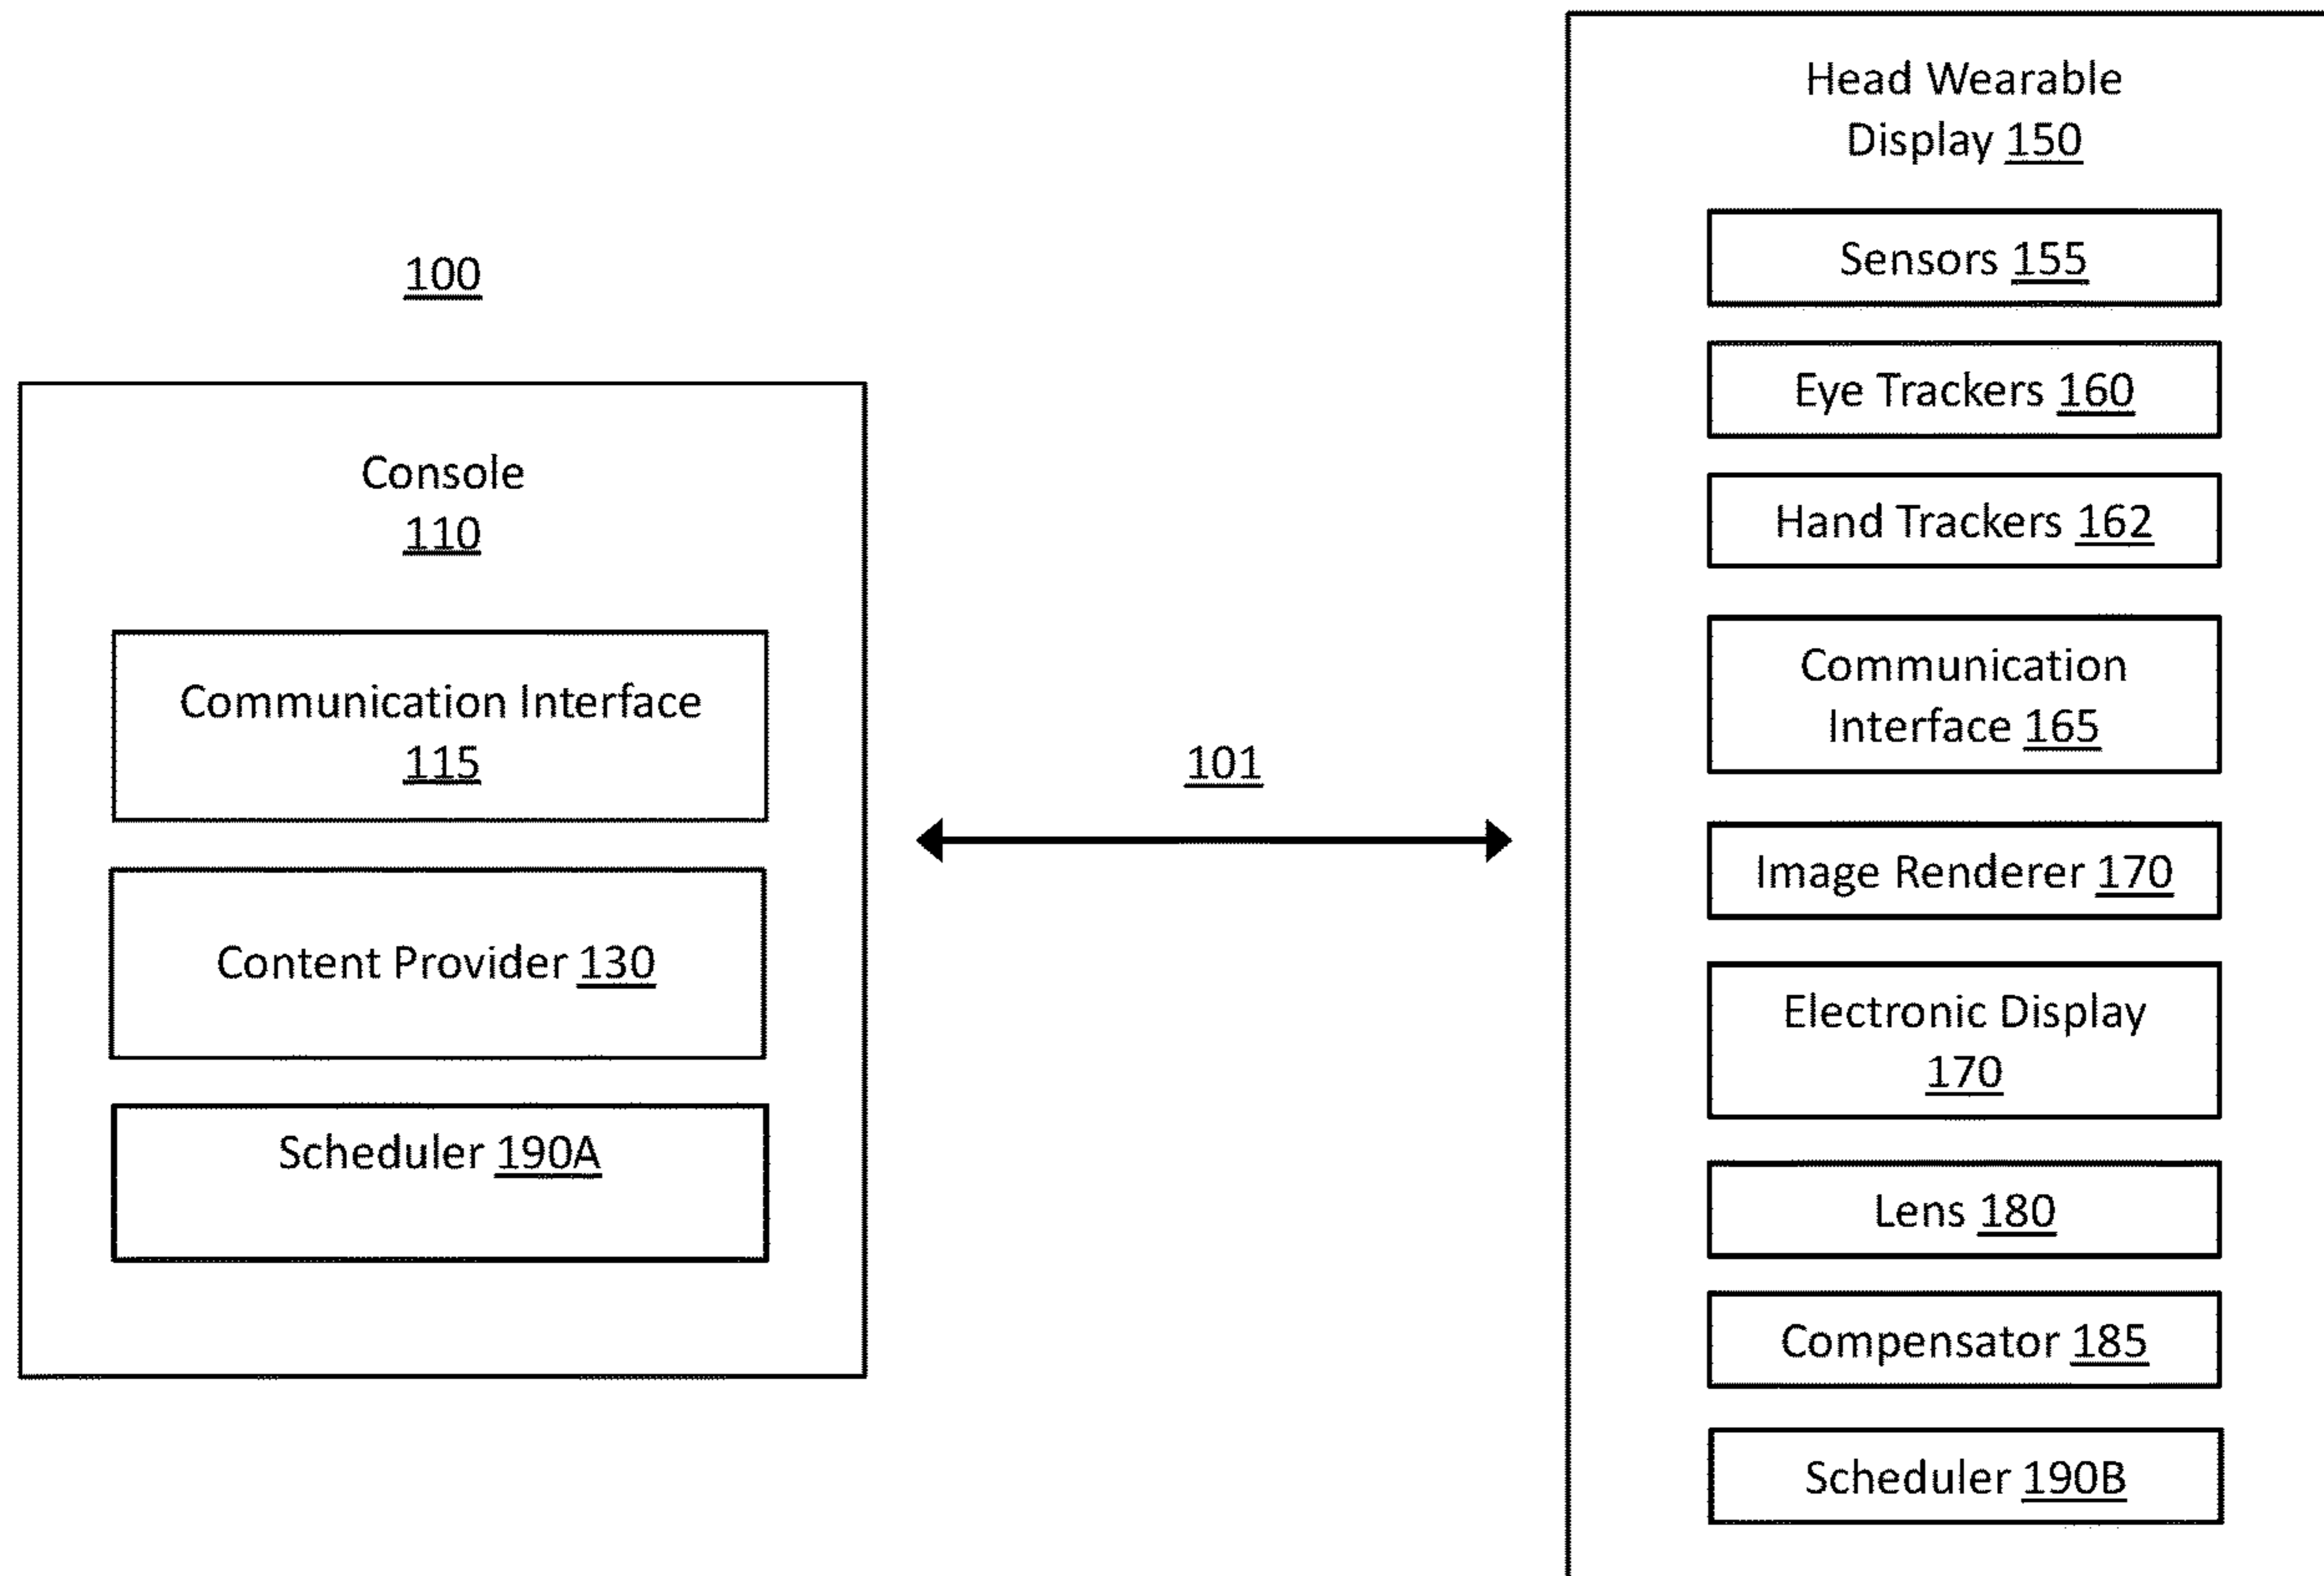 100
Console
110
Communication Interface
115
Content Provider 130
Scheduler 190A
101
Head Wearable
Display 150
Sensors 155
Eye Trackers 160
Hand Trackers 162
Communication
Interface 165
Image Renderer 170
Electronic Display
170
Lens 180
Compensator 185
Scheduler 190B